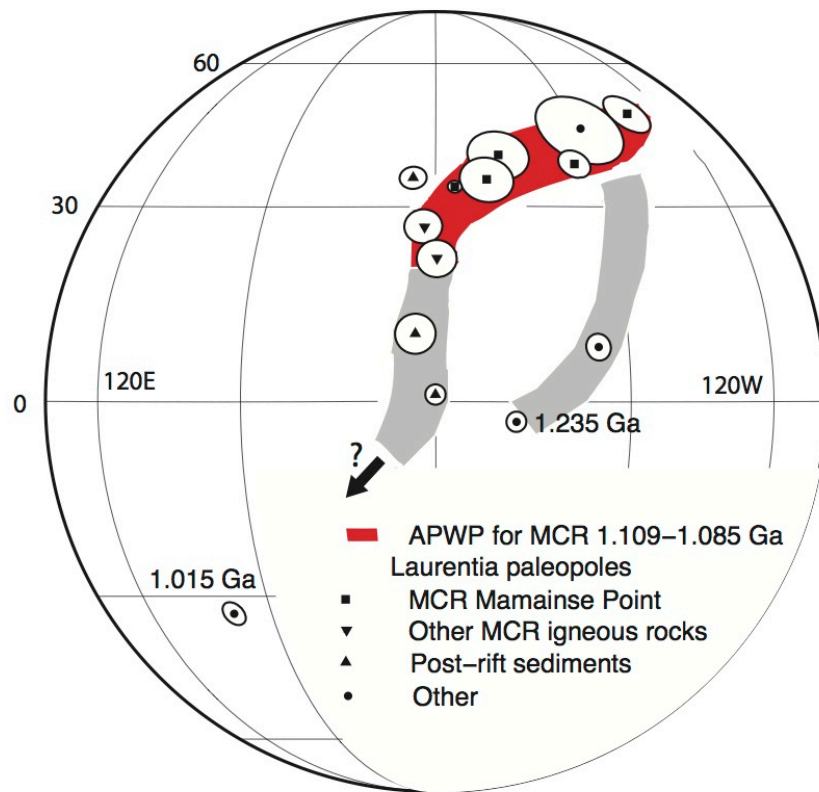 60
30
120E
120W
0
1.235 Ga
?
APWP for MCR 1.109–1.085 Ga
Laurentia paleopoles
1.015 Ga
MCR Mamainse Point
Other MCR igneous rocks
Post–rift sediments
Other